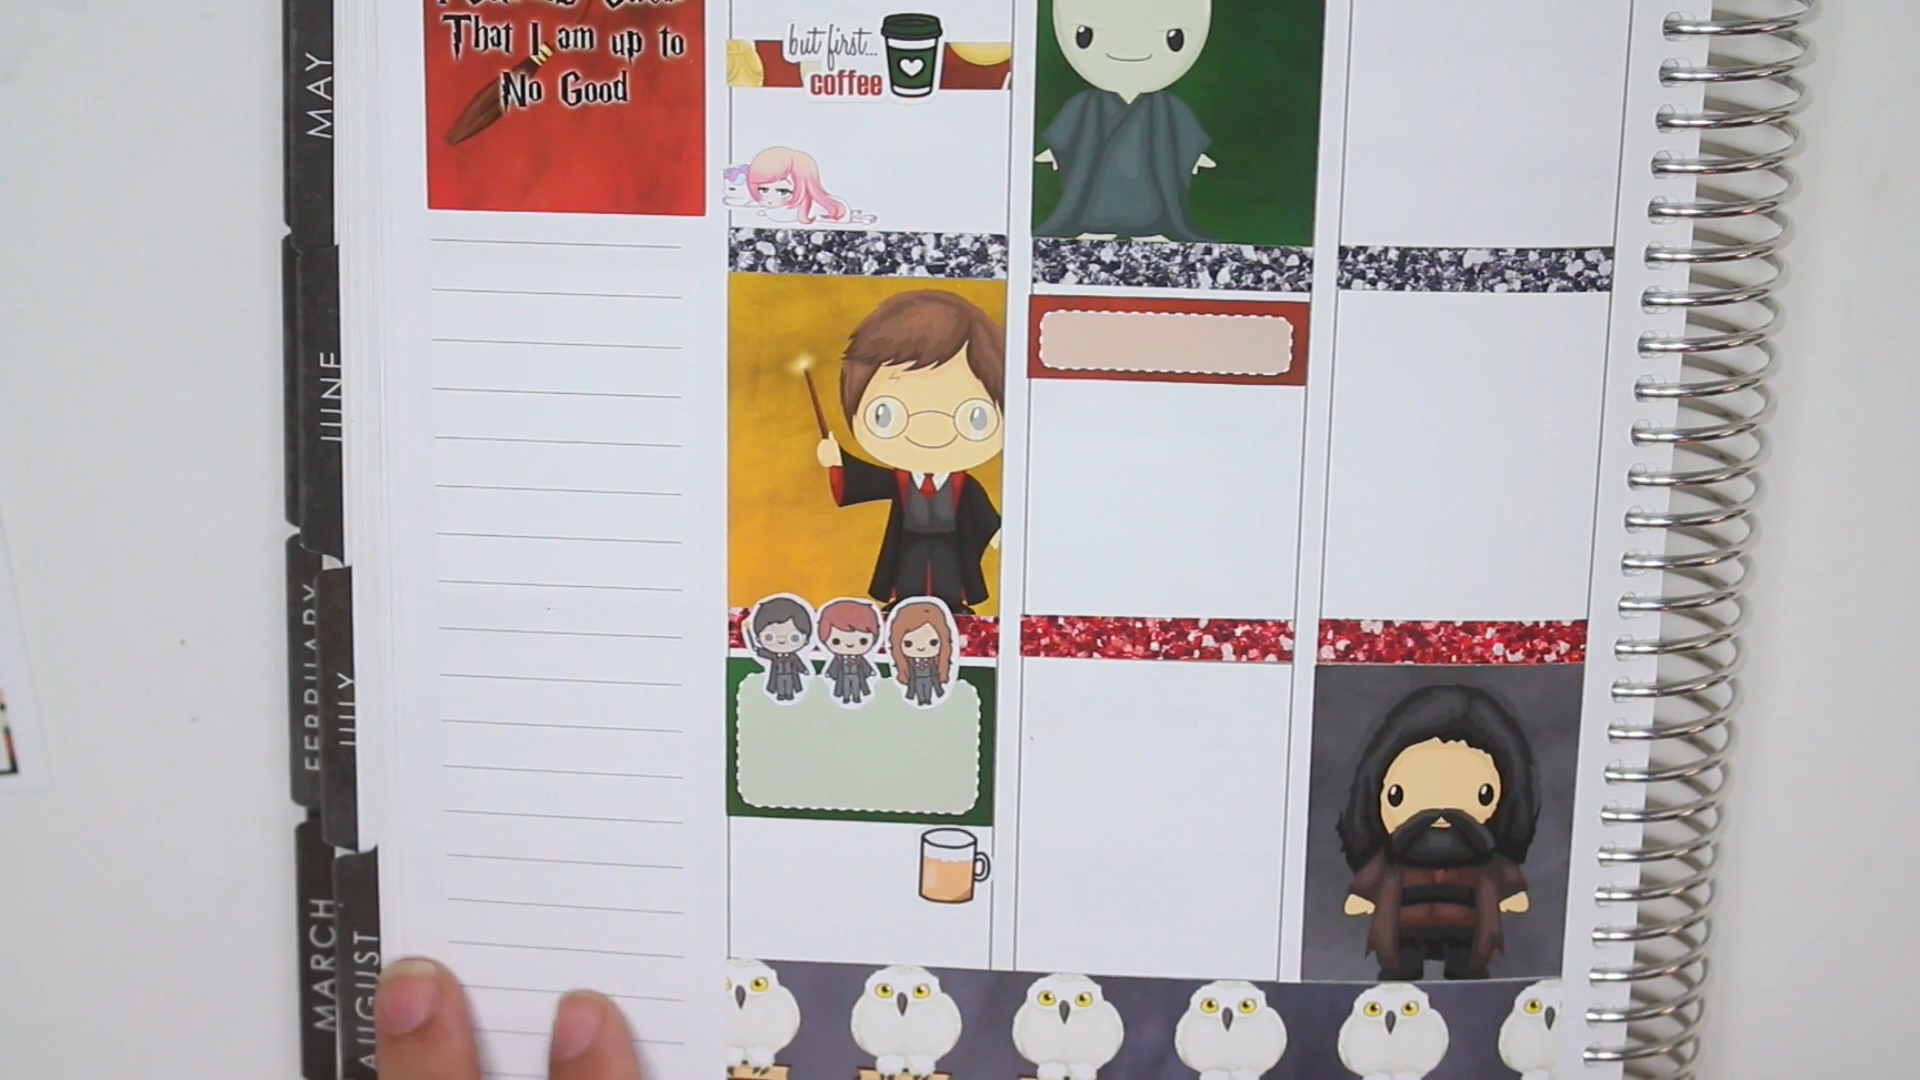 That I am up to
No Good
but first...
coffee
MAY
JUNE
FEBRUARY
JULY
MARCH
AUGUST